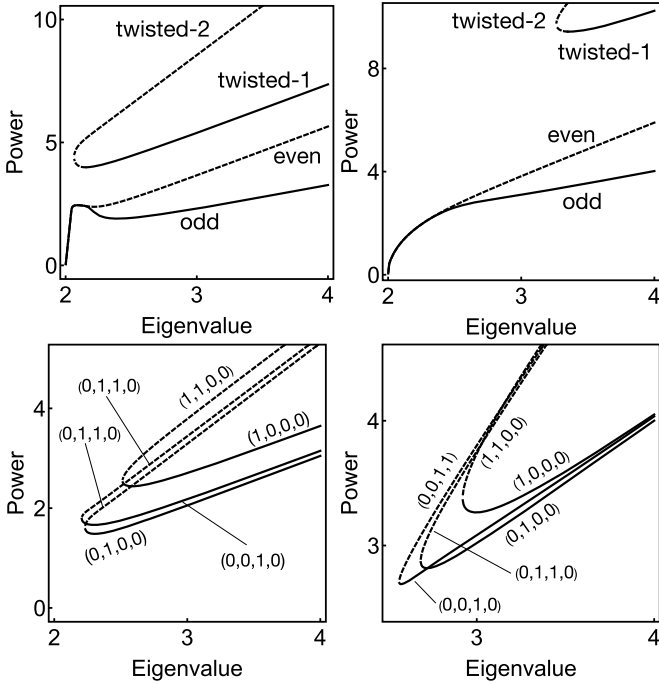 10
5
0
Power
twisted-2
twisted-1
even
odd
2
3
4
Eigenvalue
8
4
0
Power
twisted-2
twisted-1
even
odd
2
3
4
Eigenvalue
4
2
0
Power
(0,1,1,0)
(0,1,1,0)
(1,1,0,0)
(1,0,0,0)
(0,1,0,0)
(0,0,1,0)
2
3
4
Eigenvalue
4
3
Power
(0,0,1,1)
(1,1,0,0)
(1,0,0,0)
(0,1,0,0)
(0,1,1,0)
(0,0,1,0)
3
4
Eigenvalue